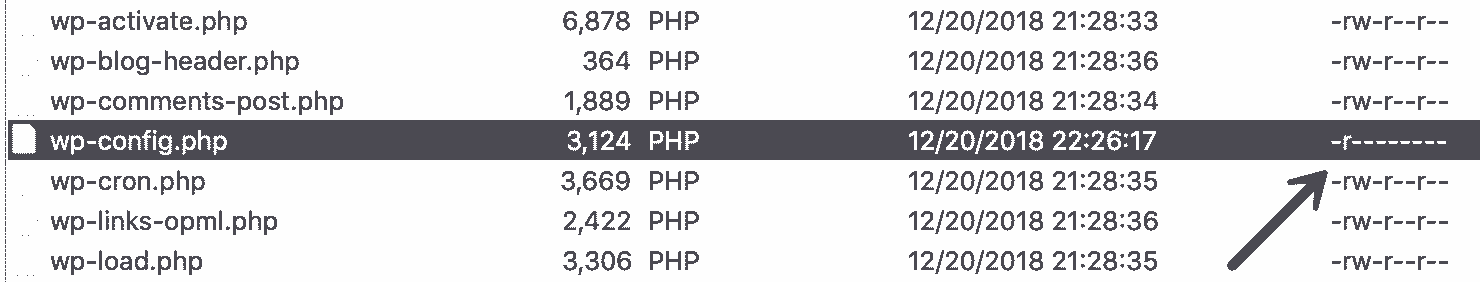 wp-activate.php 6,878 PHP 12/20/2018 21:28:33 -rw-r--r--
wp-blog-header.php 364 PHP 12/20/2018 21:28:36 -rw-r--r--
wp-comments-post.php 1,889 PHP 12/20/2018 21:28:34 -rw-r--r--
wp-config.php 3,124 PHP 12/20/2018 22:26:17 -r--------
wp-cron.php 3,669 PHP 12/20/2018 21:28:35 -rw-r--r--
wp-links-opml.php 2,422 PHP 12/20/2018 21:28:36 -rw-r--r--
wp-load.php 3,306 PHP 12/20/2018 21:28:35 -rw-r--r--